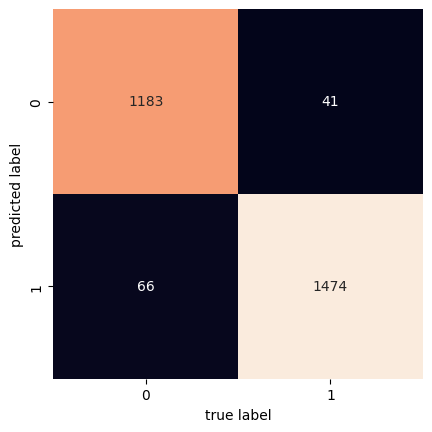 0
1183 41
predicted label
1
66 1474
0 1
true label